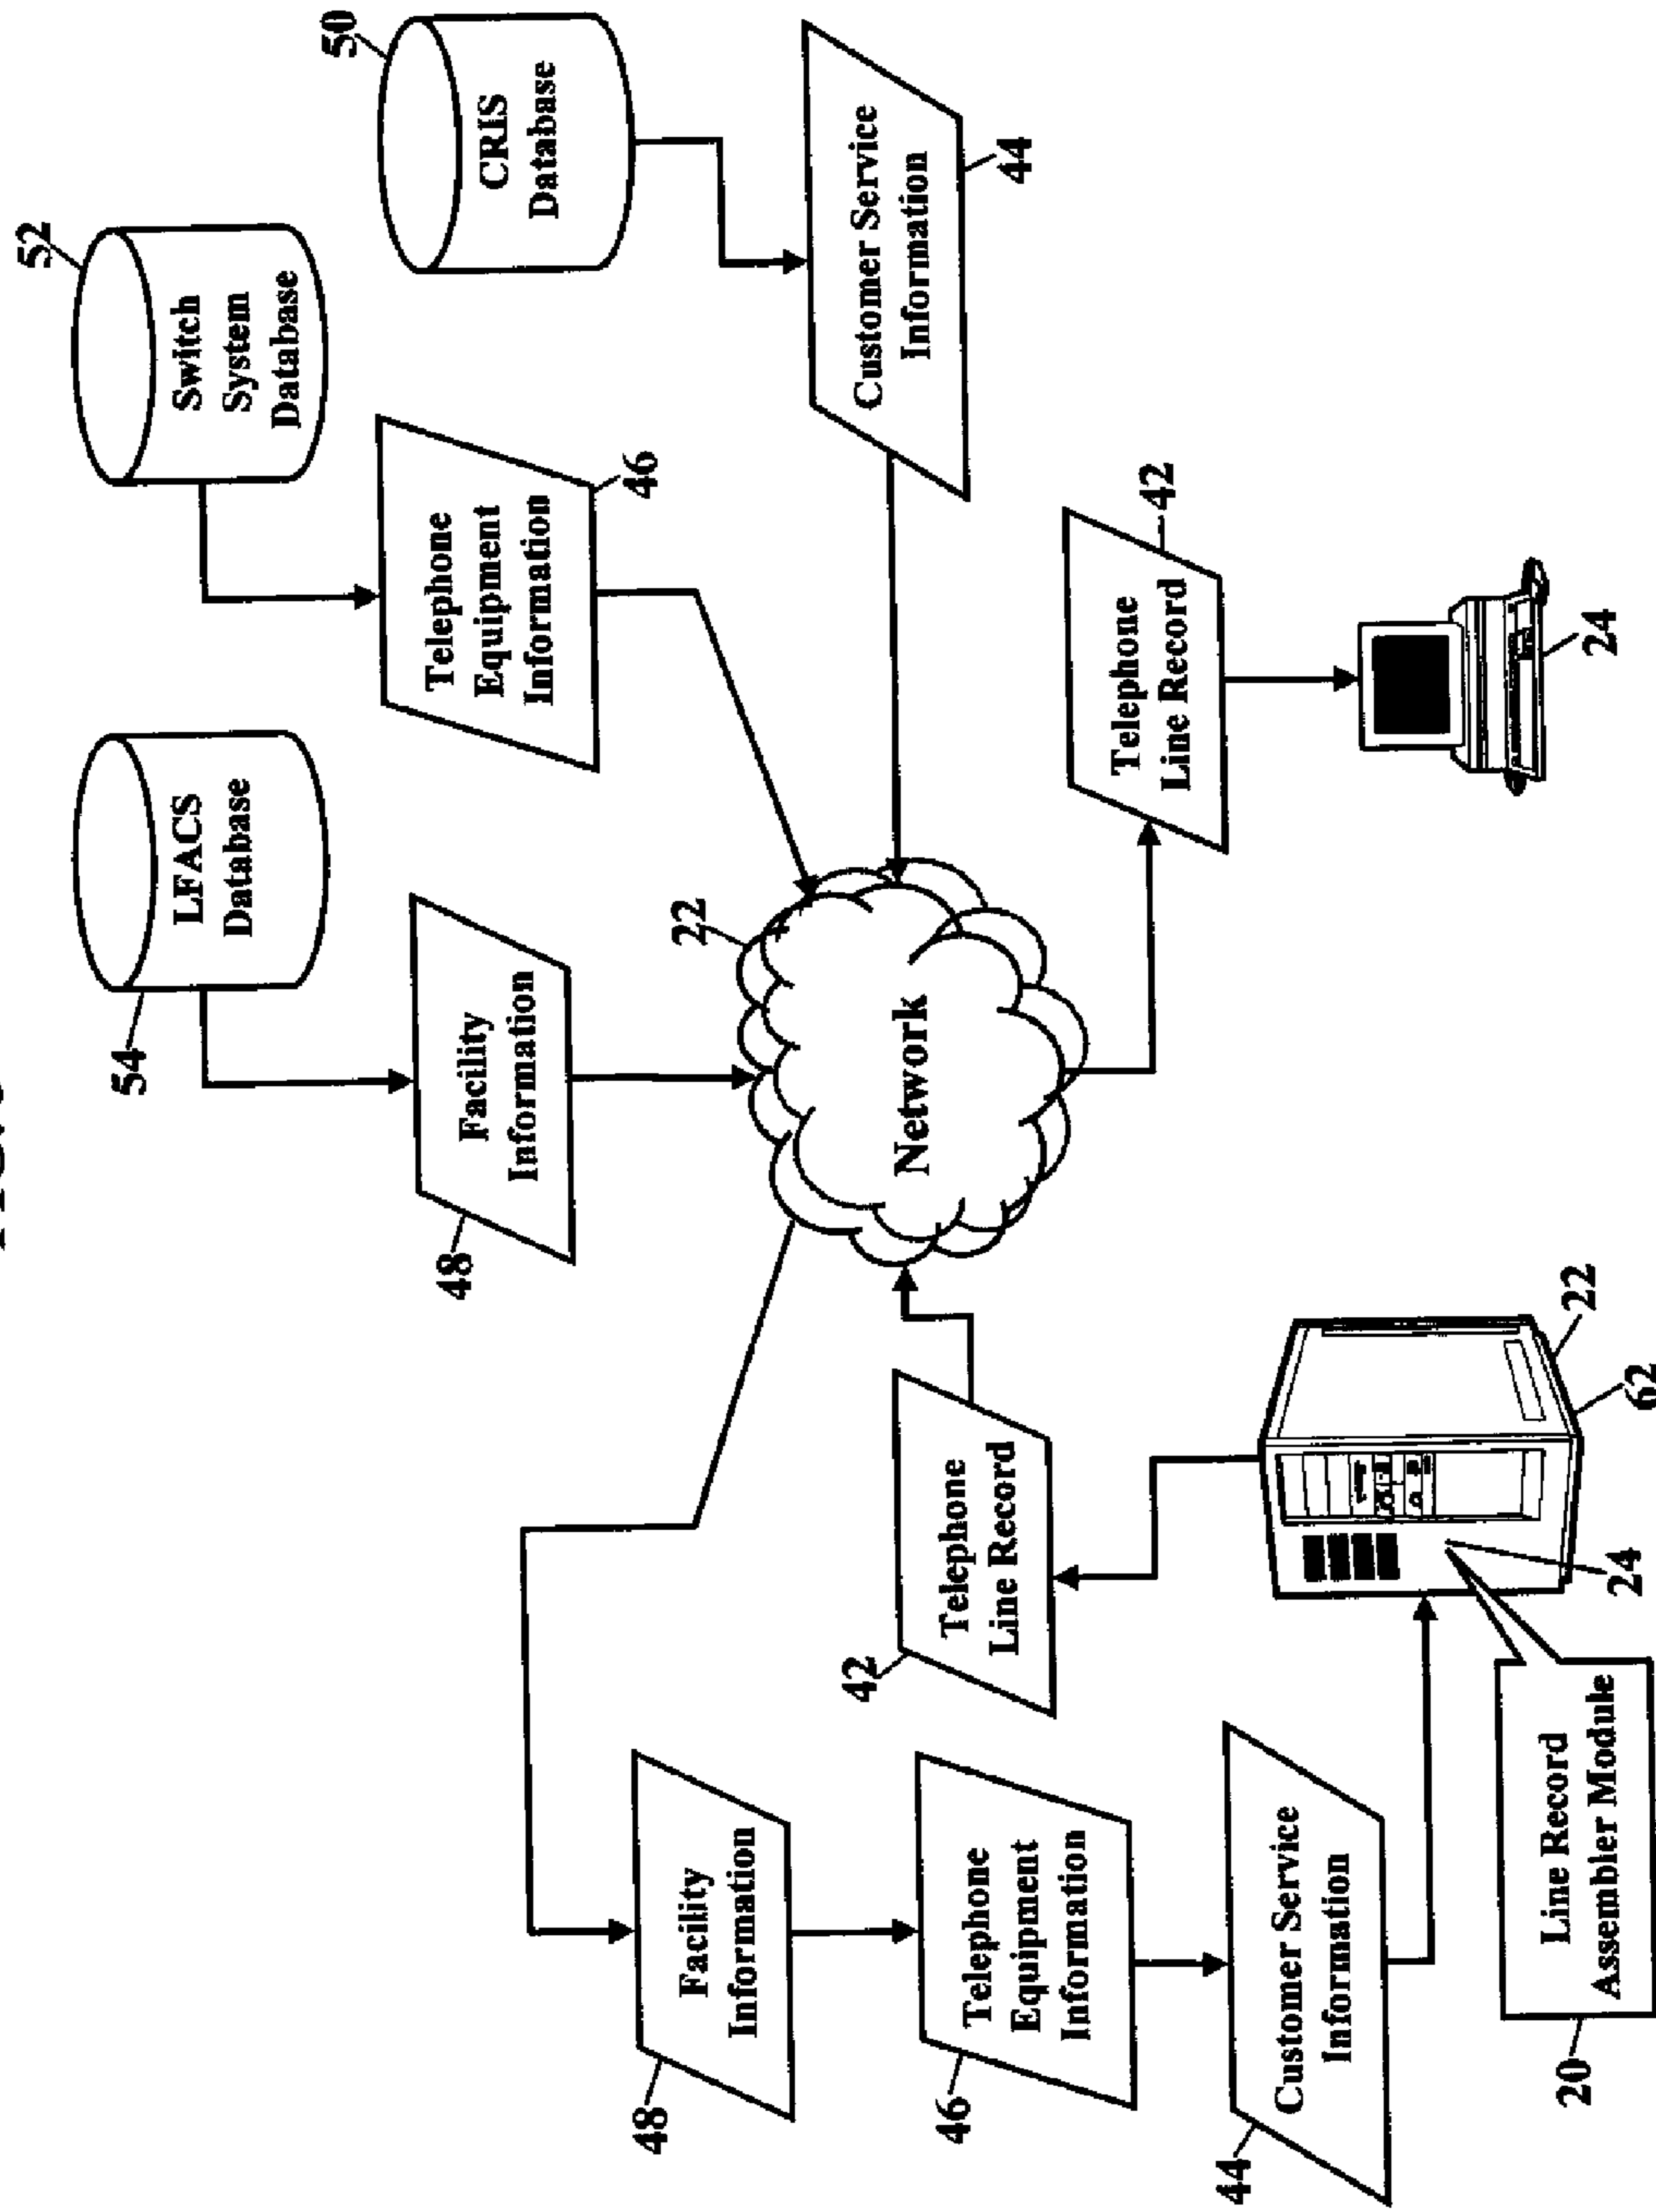 52
54
LFACS
Database
Switch
System
Database
50
CRIS
Database
48
Facility
Information
Telephone
Equipment
Information
46
48
Facility
Information
22
Network
Customer Service
Information
44
46
Telephone
Equipment
Information
42
Telephone
Line Record
Telephone
Line Record
42
44
Customer Service
Information
20
Line Record
Assembler Module
24
62
22
24